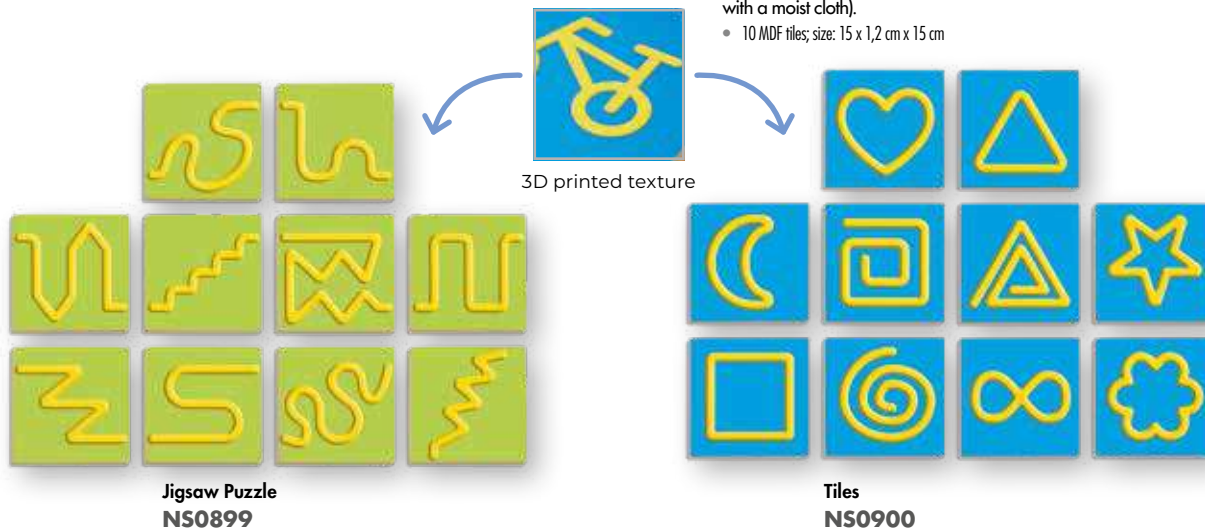 with a moist cloth).
• 10 MDF tiles; size: 15 x 1,2 cm x 15 cm
3D printed texture
Jigsaw Puzzle
NS0899
Tiles
NS0900